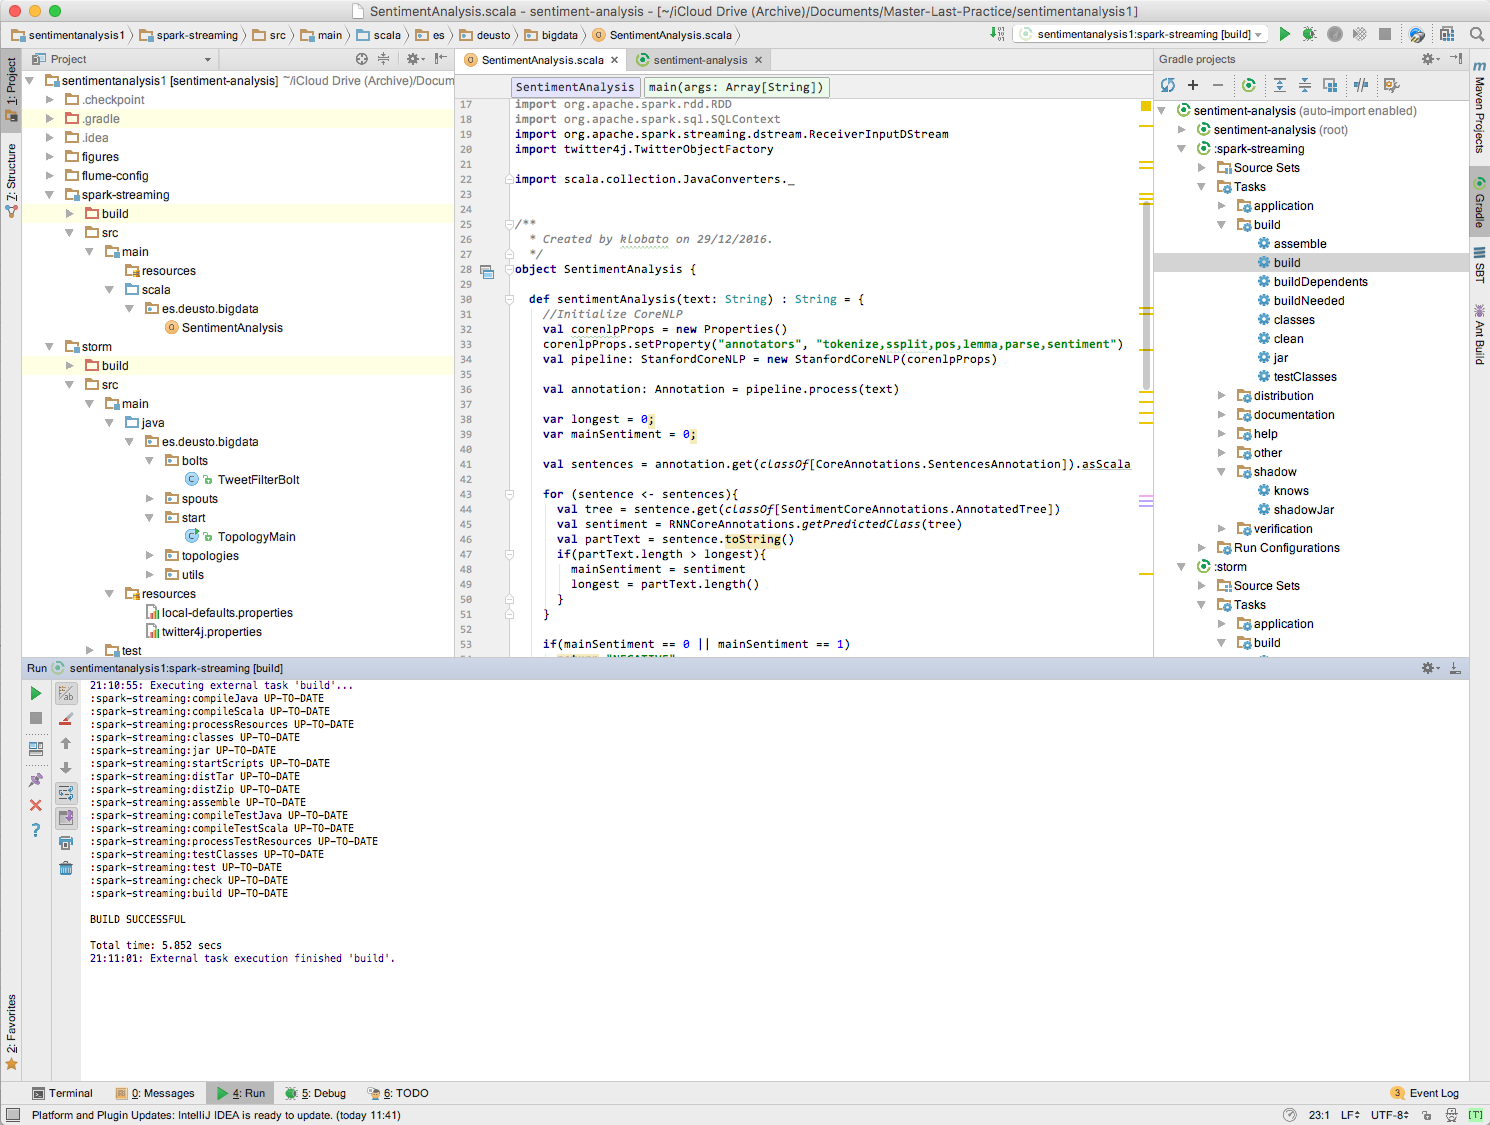 SentimentAnalysis.scala - sentiment-analysis - [~/iCloud Drive (Archive)/Documents/Master-Last-Practice/sentimentanalysis1]
sentimentanalysis1 spark-streaming src main scala es deusto bigdata SentimentAnalysis.scala
sentimentanalysis1:spark-streaming [build]
1: Project
7: Structure
2: Favorites
Project
sentimentanalysis1 [sentiment-analysis] ~/iCloud Drive (Archive)/Docum
.checkpoint
.gradle
.idea
figures
flume-config
spark-streaming
build
src
main
resources
scala
es.deusto.bigdata
SentimentAnalysis
storm
build
src
main
java
es.deusto.bigdata
bolts
TweetFilterBolt
spouts
start
TopologyMain
topologies
utils
resources
local-defaults.properties
twitter4j.properties
test
SentimentAnalysis.scala
sentiment-analysis
SentimentAnalysis main(args: Array[String])
17 import org.apache.spark.rdd.RDD
18 import org.apache.spark.sql.SQLContext
19 import org.apache.spark.streaming.dstream.ReceiverInputDStream
20 import twitter4j.TwitterObjectFactory
21
22 import scala.collection.JavaConverters._
23
24
25 /**
26 * Created by klobato on 29/12/2016.
27 */
28 object SentimentAnalysis {
29
30 def sentimentAnalysis(text: String) : String = {
31 //Initialize CoreNLP
32 val corenlpProps = new Properties()
33 corenlpProps.setProperty("annotators", "tokenize,ssplit,pos,lemma,parse,sentiment")
34 val pipeline: StanfordCoreNLP = new StanfordCoreNLP(corenlpProps)
35
36 val annotation: Annotation = pipeline.process(text)
37
38 var longest = 0;
39 var mainSentiment = 0;
40
41 val sentences = annotation.get(classOf[CoreAnnotations.SentencesAnnotation]).asScala
42
43 for (sentence <- sentences){
44 val tree = sentence.get(classOf[SentimentCoreAnnotations.AnnotatedTree])
45 val sentiment = RNNCoreAnnotations.getPredictedClass(tree)
46 val partText = sentence.toString()
47 if(partText.length > longest){
48 mainSentiment = sentiment
49 longest = partText.length()
50 }
51 }
52
53 if(mainSentiment == 0 || mainSentiment == 1)
Gradle projects
sentiment-analysis (auto-import enabled)
sentiment-analysis (root)
:spark-streaming
Source Sets
Tasks
application
build
assemble
build
buildDependents
buildNeeded
classes
clean
jar
testClasses
distribution
documentation
help
other
shadow
knows
shadowJar
verification
Run Configurations
:storm
Source Sets
Tasks
application
build
Maven Projects
Gradle
SBT
Ant Build
Run sentimentanalysis1:spark-streaming [build]
21:10:55: Executing external task 'build'...
:spark-streaming:compileJava UP-TO-DATE
:spark-streaming:compileScala UP-TO-DATE
:spark-streaming:processResources UP-TO-DATE
:spark-streaming:classes UP-TO-DATE
:spark-streaming:jar UP-TO-DATE
:spark-streaming:startScripts UP-TO-DATE
:spark-streaming:distTar UP-TO-DATE
:spark-streaming:distZip UP-TO-DATE
:spark-streaming:assemble UP-TO-DATE
:spark-streaming:compileTestJava UP-TO-DATE
:spark-streaming:compileTestScala UP-TO-DATE
:spark-streaming:processTestResources UP-TO-DATE
:spark-streaming:testClasses UP-TO-DATE
:spark-streaming:test UP-TO-DATE
:spark-streaming:check UP-TO-DATE
:spark-streaming:build UP-TO-DATE
BUILD SUCCESSFUL
Total time: 5.852 secs
21:11:01: External task execution finished 'build'.
Terminal 0: Messages 4: Run 5: Debug 6: TODO 3 Event Log
Platform and Plugin Updates: IntelliJ IDEA is ready to update. (today 11:41) 23:1 LF UTF-8 [T]